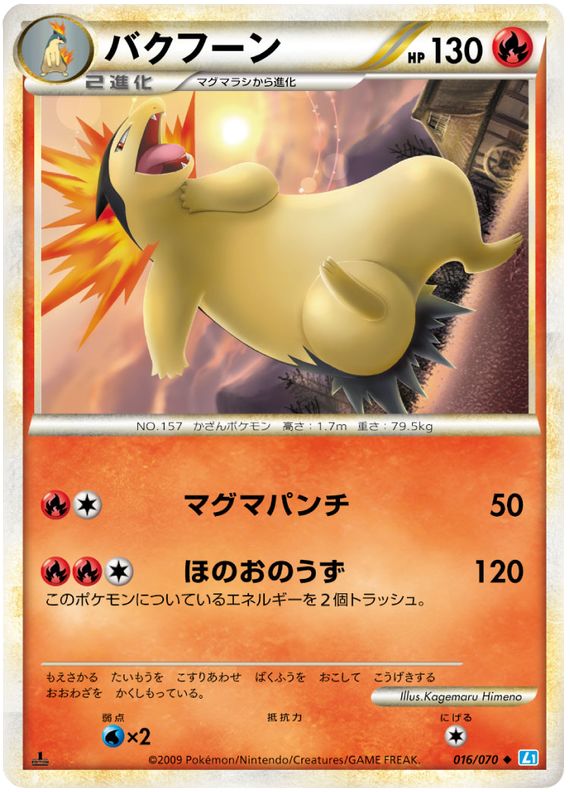 バクフーン
HP 130
2進化
マグマラシから進化
NO.157 かざんポケモン 高さ：1.7m 重さ：79.5kg
マグマパンチ 50
ほのおのうず 120
このポケモンについているエネルギーを2個トラッシュ。
もえさかる たいもうを こすりあわせ ばくふうを おこして こうげきする
おおわざを かくしもっている。
Illus.Kagemaru Himeno
弱点 抵抗力 にげる
×2
1
EDITION
©2009 Pokémon/Nintendo/Creatures/GAME FREAK.
016/070 ◆ L1